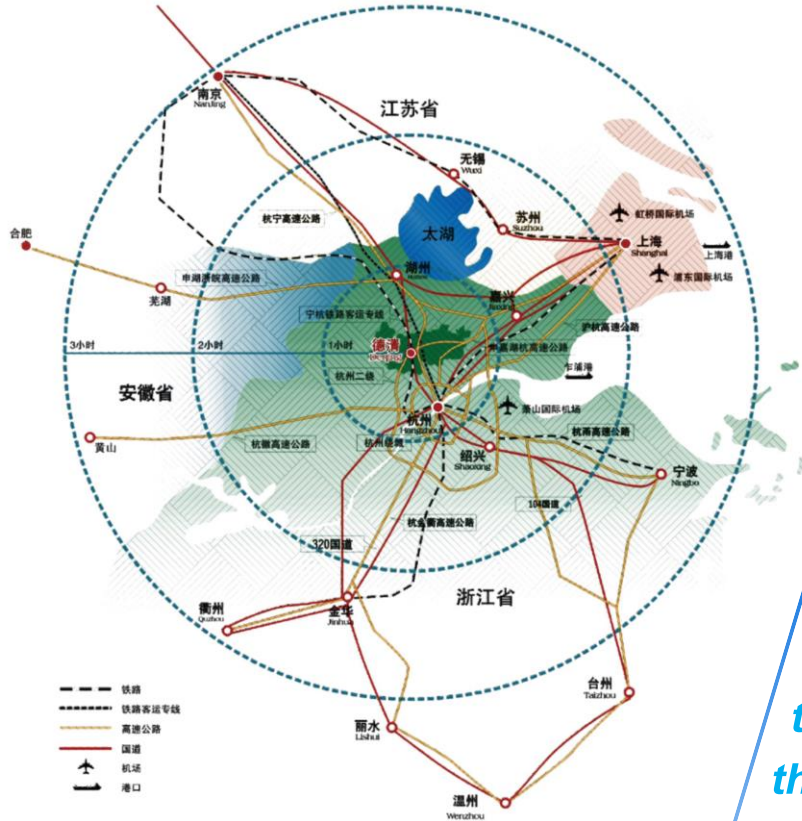 南京
NanJing
江苏省
无锡
Wuxi
虹桥国际机场
杭宁高速公路
苏州
Suzhou
太湖
合肥
上海
Shanghai
上海港
浦东国际机场
湖州
申湖浙皖高速公路
芜湖
嘉兴
Jiaxing
宁杭铁路客运专线
沪杭高速公路
德清
3小时
2小时
1小时
申嘉湖杭高速公路
乍浦港
杭州二绕
安徽省
萧山国际机场
杭州
Hangzhou
黄山
杭徽高速公路
杭州绕城
绍兴
Shaoxing
杭甬高速公路
宁波
Ningbo
104国道
杭金衢高速公路
320国道
浙江省
衢州
Quzhou
金华
Jinhua
台州
Taizhou
铁路
铁路客运专线
高速公路
国道
机场
港口
丽水
Lishui
温州
Wenzhou
t
th